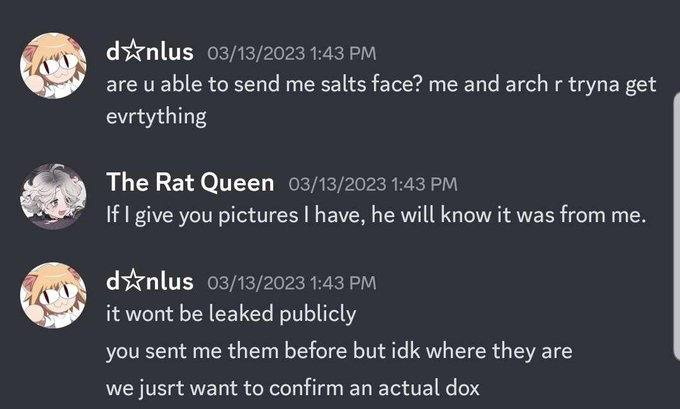 d☆nlus 03/13/2023 1:43 PM
are u able to send me salts face? me and arch r tryna get
evrtything
The Rat Queen 03/13/2023 1:43 PM
If I give you pictures I have, he will know it was from me.
d☆nlus 03/13/2023 1:43 PM
it wont be leaked publicly
you sent me them before but idk where they are
we jusrt want to confirm an actual dox